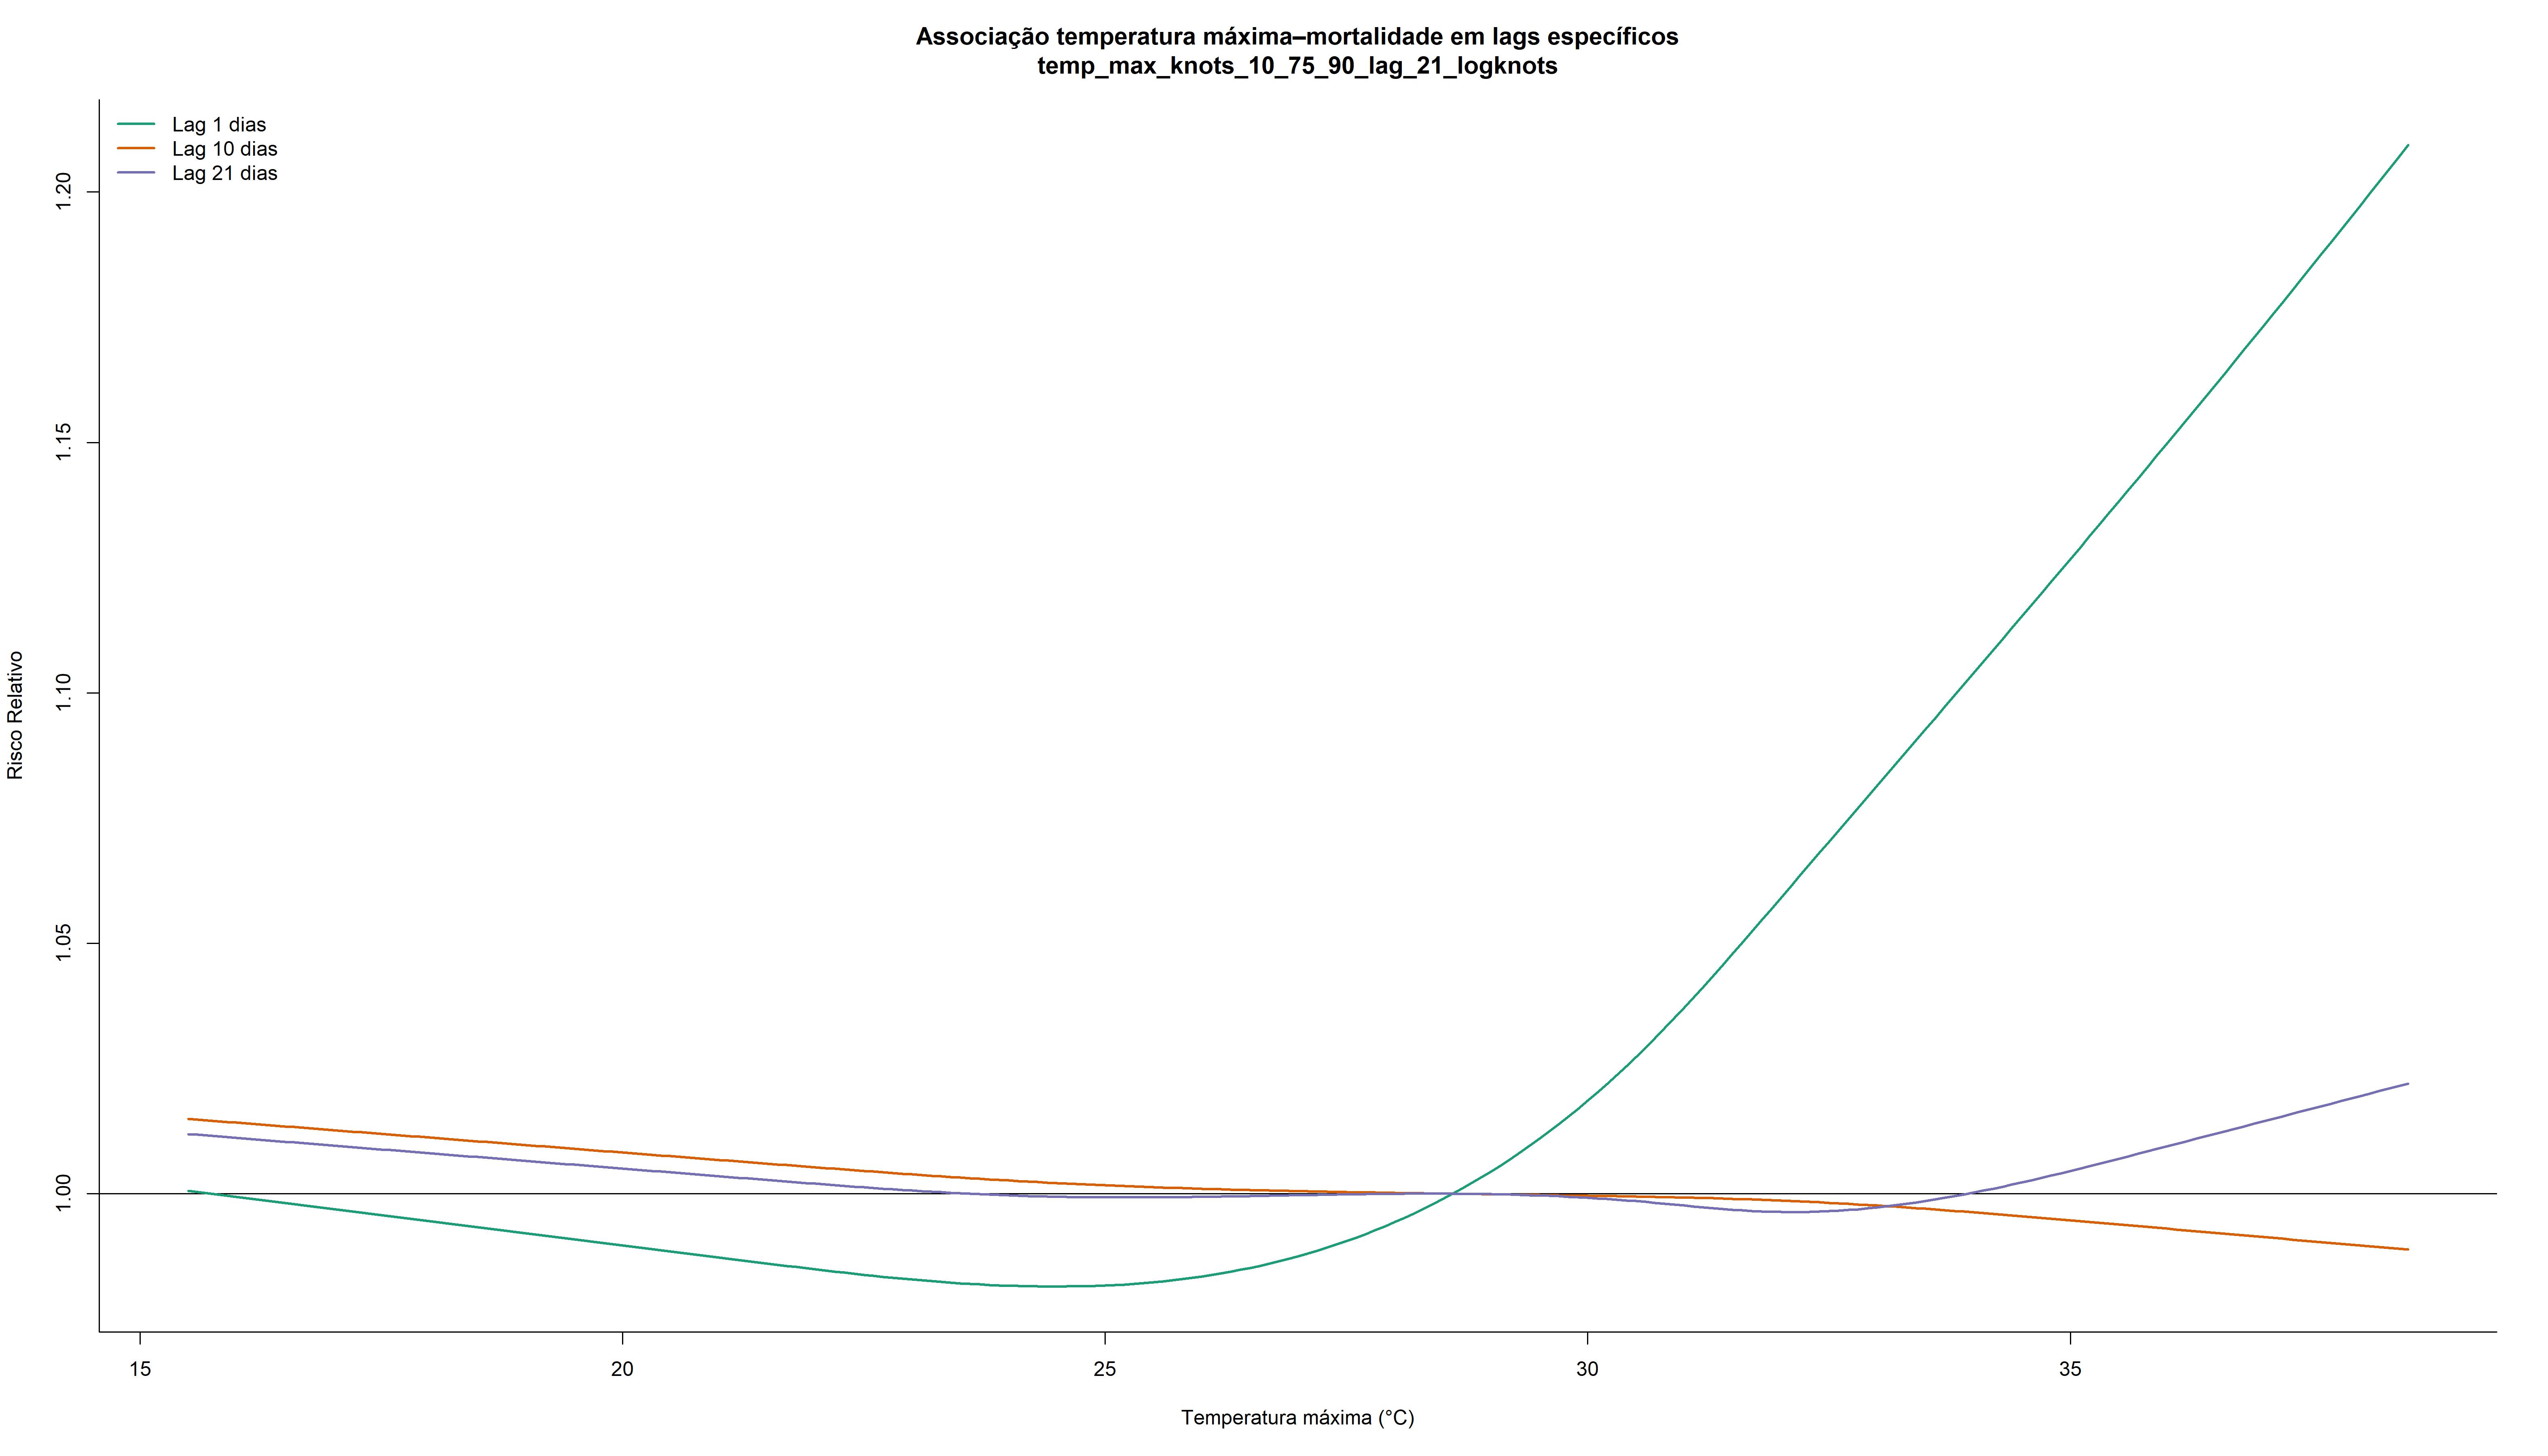 Associação temperatura máxima–mortalidade em lags específicos
temp_max_knots_10_75_90_lag_21_logknots
Lag 1 dias
Lag 10 dias
Lag 21 dias
1.20
1.15
1.10
1.05
1.00
Risco Relativo
15 20 25 30 35
Temperatura máxima (°C)